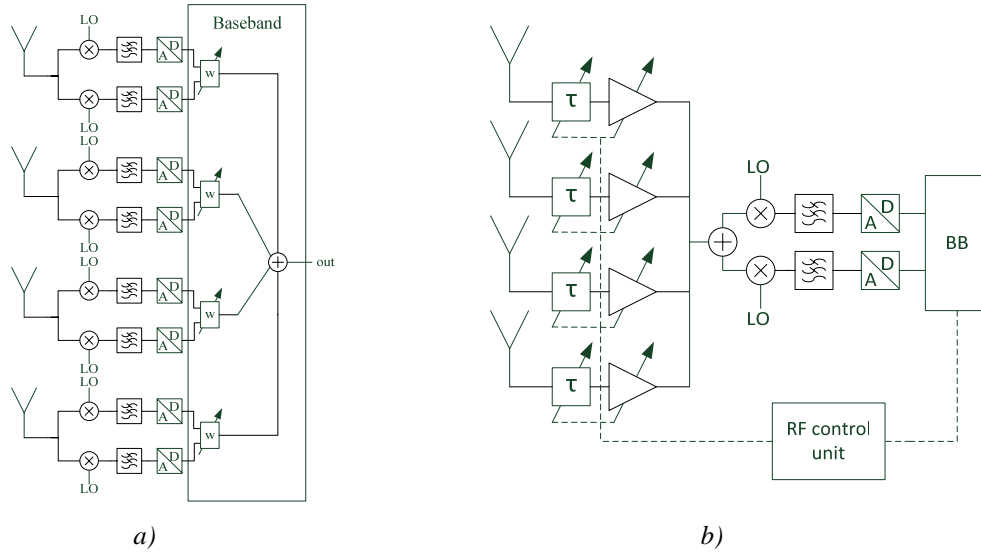 LO
Baseband
A D
w
A D
LO
LO
A D
w
A D
LO
out
LO
A D
w
A D
LO
LO
A D
w
A D
LO
a)
τ
τ
LO
A D
BB
A D
τ
LO
τ
RF control
unit
b)